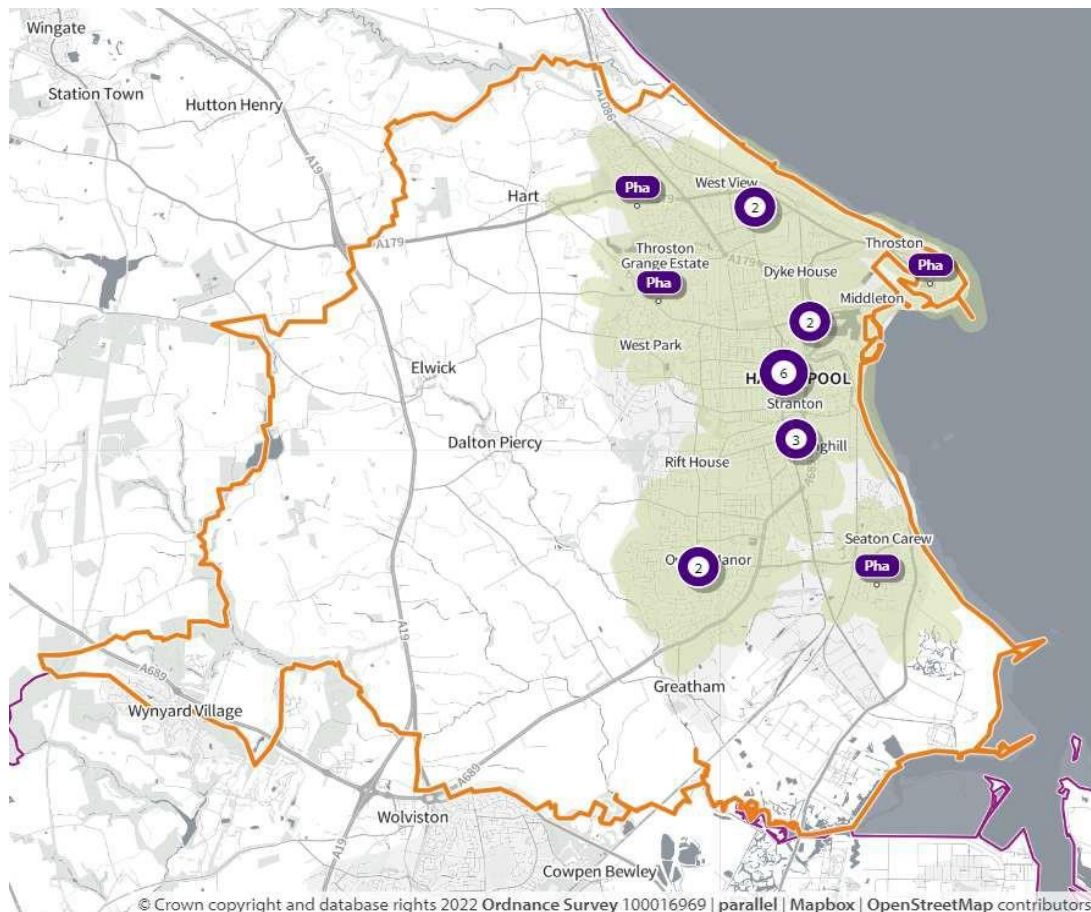 Wingate
Station Town
Hutton Henry
A19
A1086
Hart
Pha
A179
West View
2
A179
Throston
Grange Estate
Pha
A179
Dyke House
Throston
Pha
Middleton
2
West Park
Elwick
6
POOL
Stranton
Dalton Piercy
3
Rift House
Seaton Carew
Pha
2
A19
A689
Wynyard Village
Greatham
A689
Wolviston
A19
Cowpen Bewley
© Crown copyright and database rights 2022 Ordnance Survey 100016969 | parallel | Mapbox | OpenStreetMap contributors